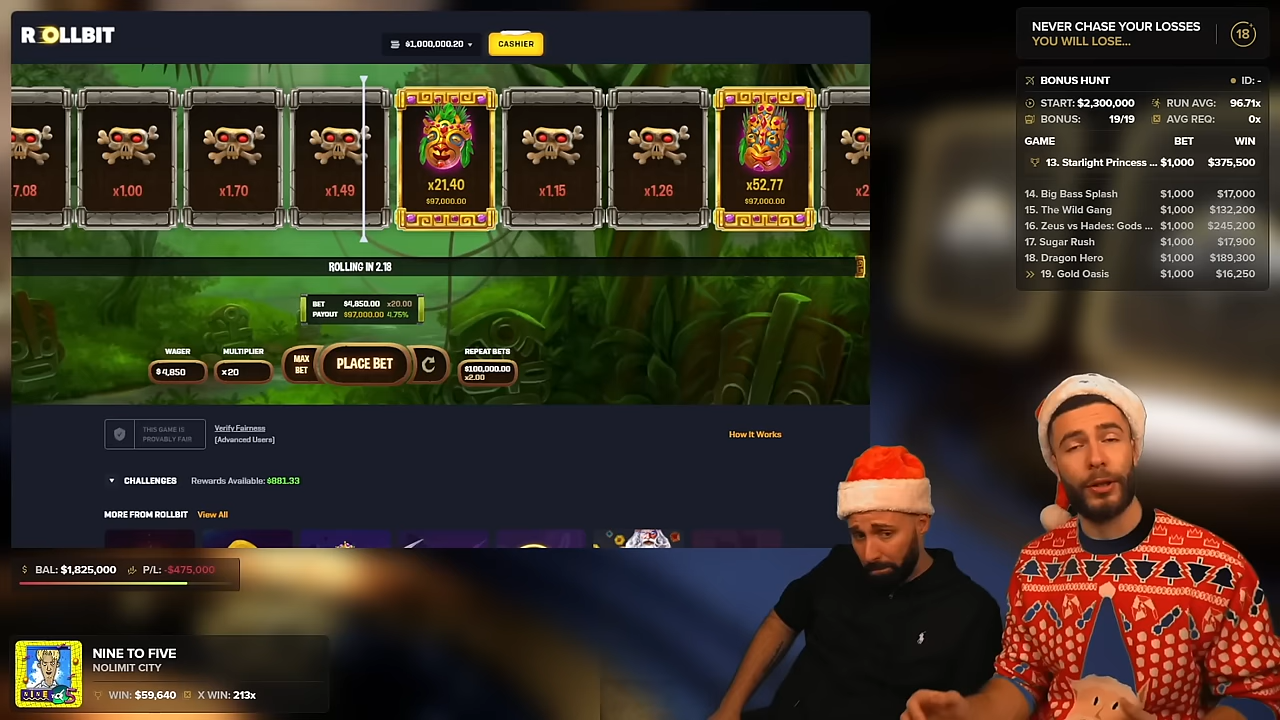 ROLLBIT
$1,000,000.20
CASHIER
7.08
x1.00
x1.70
x1.49
x21.40
$97,000.00
x1.15
x1.26
x52.77
$97,000.00
x2
ROLLING IN 2.18
BET $4,850.00 x20.00
PAYOUT $97,000.00 4.75%
WAGER
$4,850
MULTIPLIER
x20
MAX BET
PLACE BET
REPEAT BETS
$100,000.00
x2.00
THIS GAME IS
PROVABLY FAIR
Verify Fairness
[Advanced Users]
How It Works
CHALLENGES Rewards Available: $881.33
MORE FROM ROLLBIT View All
NEVER CHASE YOUR LOSSES
YOU WILL LOSE...
18+
BONUS HUNT ID: -
START: $2,300,000 RUN AVG: 96.71x
BONUS: 19/19 AVG REQ: 0x
GAME BET WIN
13. Starlight Princess ... $1,000 $375,500
14. Big Bass Splash $1,000 $17,000
15. The Wild Gang $1,000 $132,200
16. Zeus vs Hades: Gods ... $1,000 $245,200
17. Sugar Rush $1,000 $17,900
18. Dragon Hero $1,000 $189,300
19. Gold Oasis $1,000 $16,250
BAL: $1,825,000 P/L: -$475,000
NINE TO FIVE
NOLIMIT CITY
WIN: $59,640 X WIN: 213x